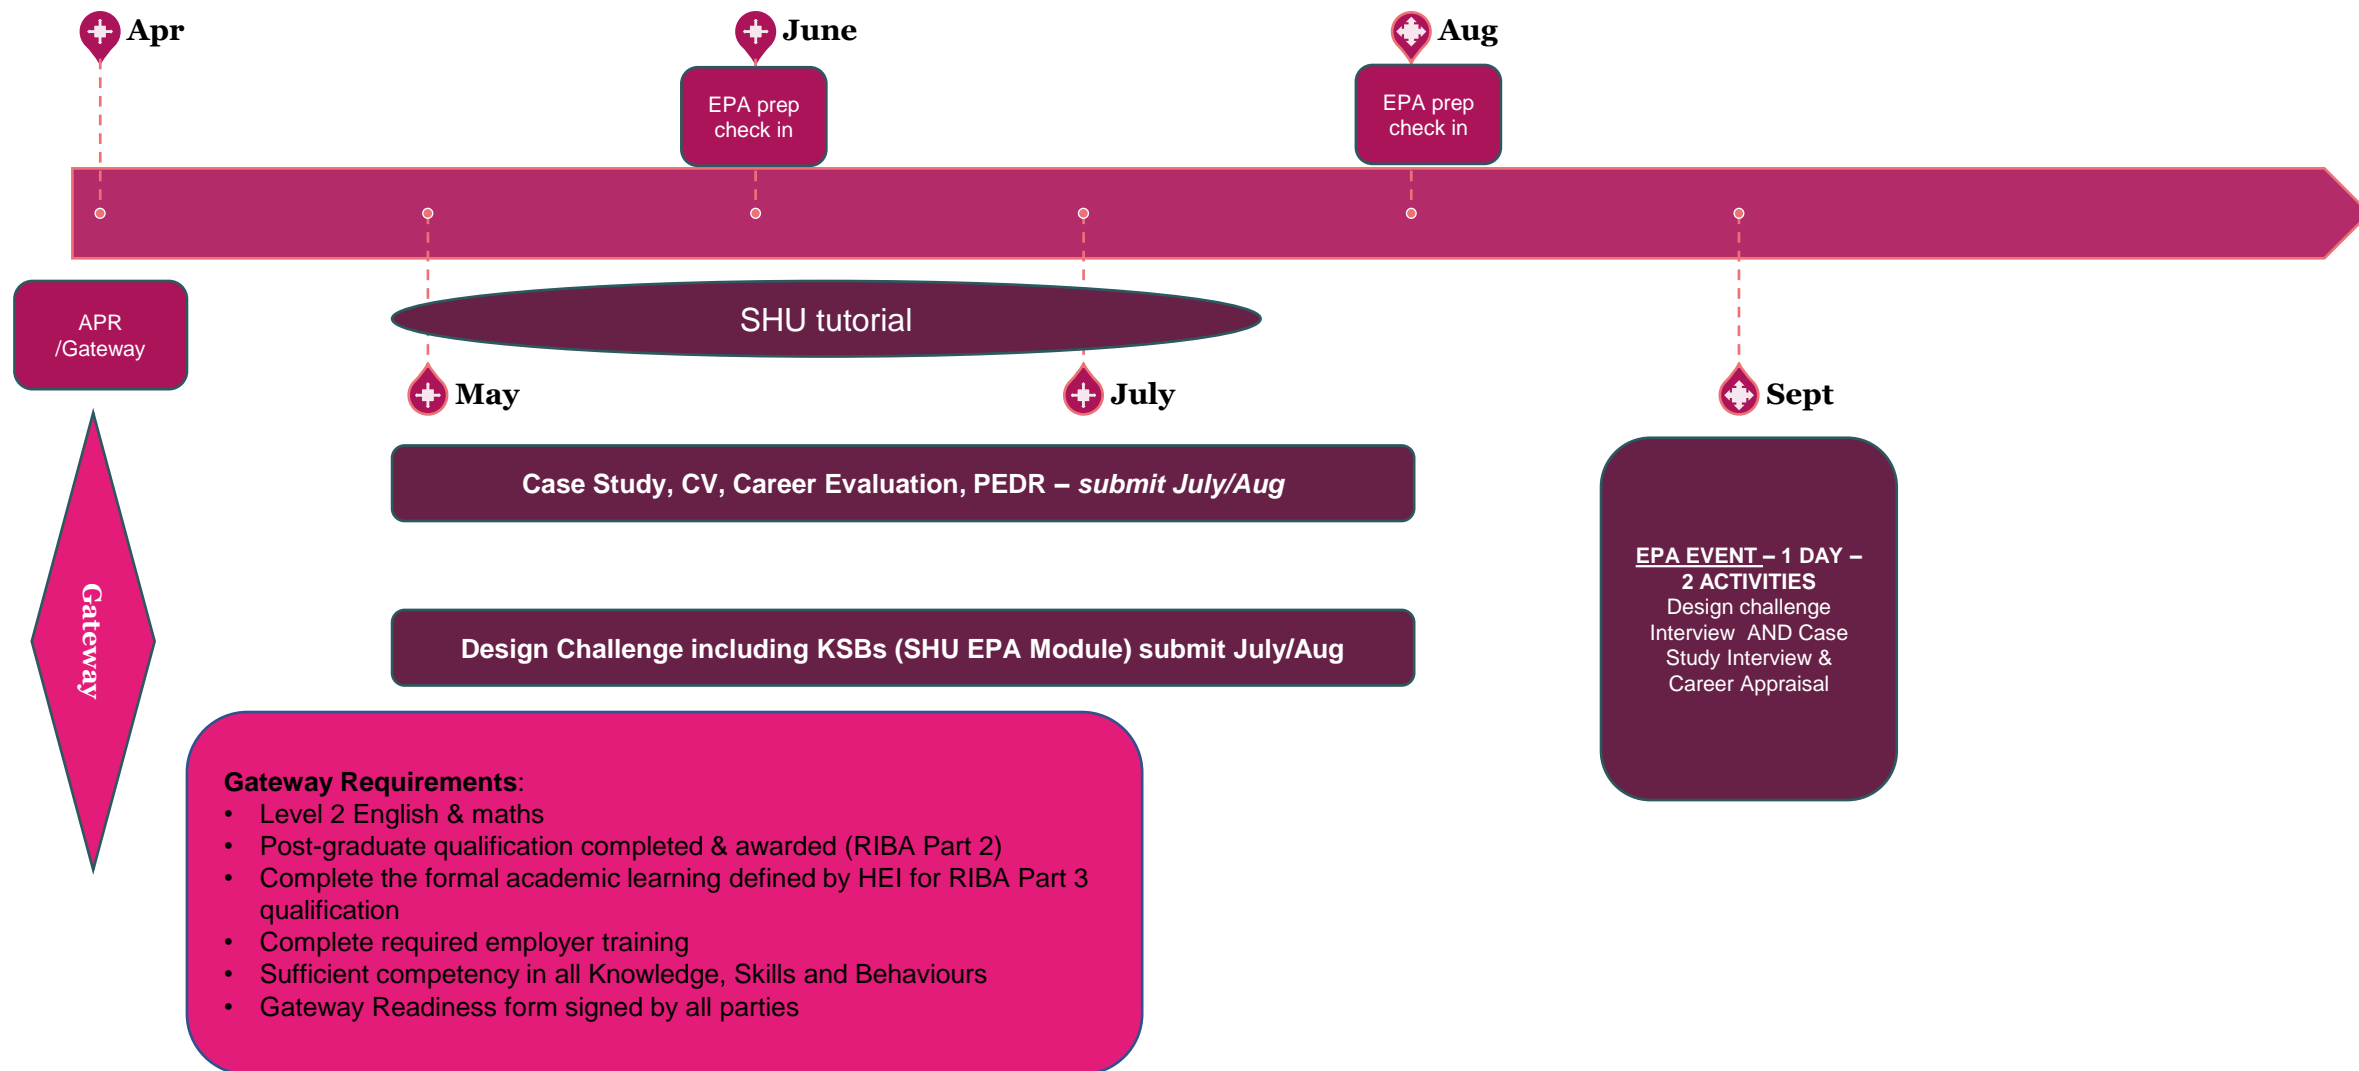 Apr
June
Aug
EPA prep
check in
EPA prep
check in
APR
/Gateway
SHU tutorial
May
July
Sept
Gateway
Case Study, CV, Career Evaluation, PEDR – submit July/Aug
Design Challenge including KSBs (SHU EPA Module) submit July/Aug
EPA EVENT – 1 DAY –
2 ACTIVITIES
Design challenge
Interview AND Case
Study Interview &
Career Appraisal
Gateway Requirements:
• Level 2 English & maths
• Post-graduate qualification completed & awarded (RIBA Part 2)
• Complete the formal academic learning defined by HEI for RIBA Part 3
qualification
• Complete required employer training
• Sufficient competency in all Knowledge, Skills and Behaviours
• Gateway Readiness form signed by all parties